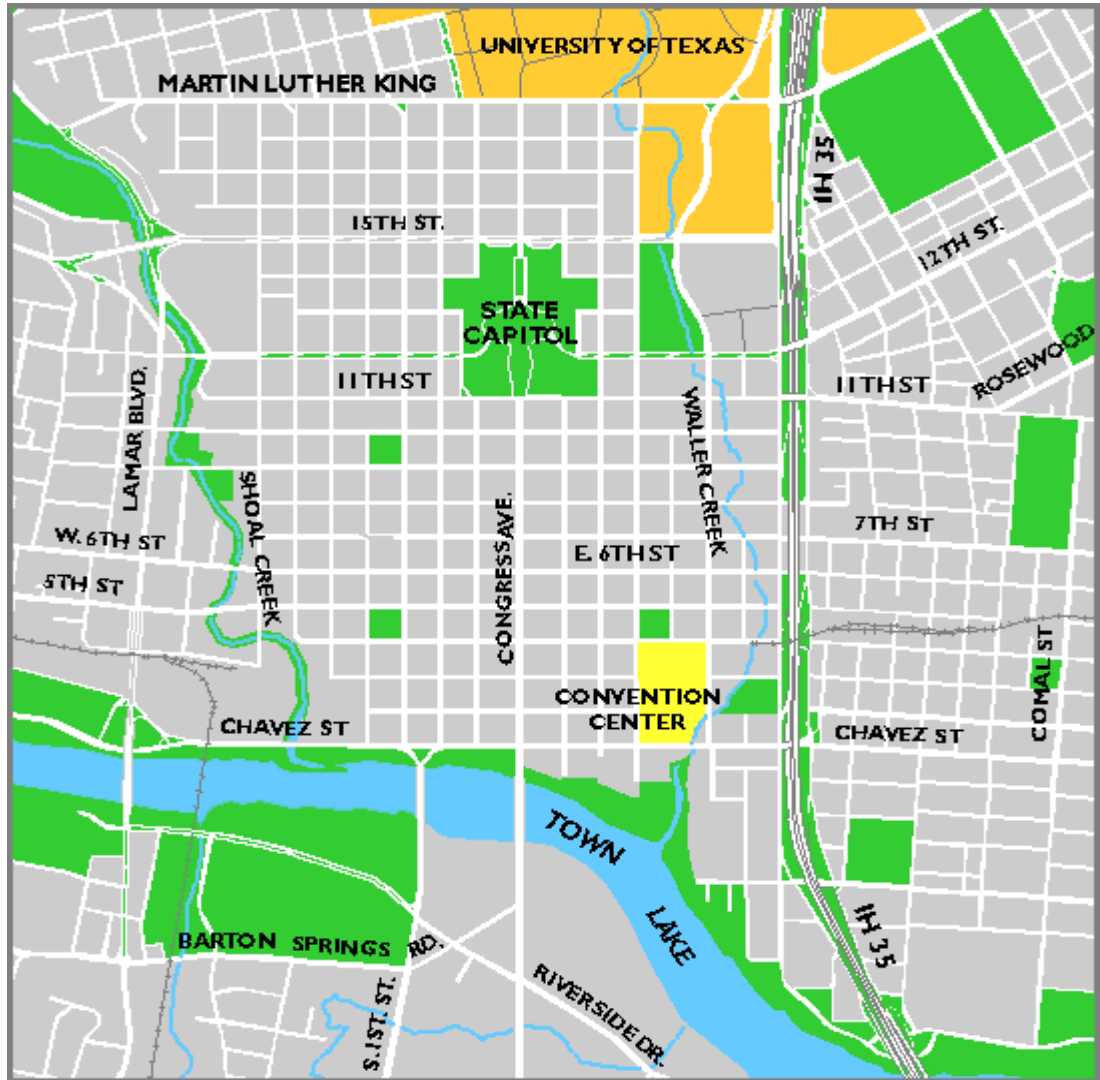 UNIVERSITY OF TEXAS
MARTIN LUTHER KING
IH 35
15TH ST.
12TH ST.
STATE
CAPITOL
ROSEWOOD
11TH ST
11TH ST
LAMAR BLVD.
WALLER CREEK
SHOAL CREEK
CONGRESS AVE.
7TH ST
W. 6TH ST
E. 6TH ST
5TH ST
COMAL ST
CONVENTION
CENTER
CHAVEZ ST
CHAVEZ ST
TOWN
LAKE
BARTON SPRINGS RD.
IH 35
RIVERSIDE DR.
S. 1ST. ST.